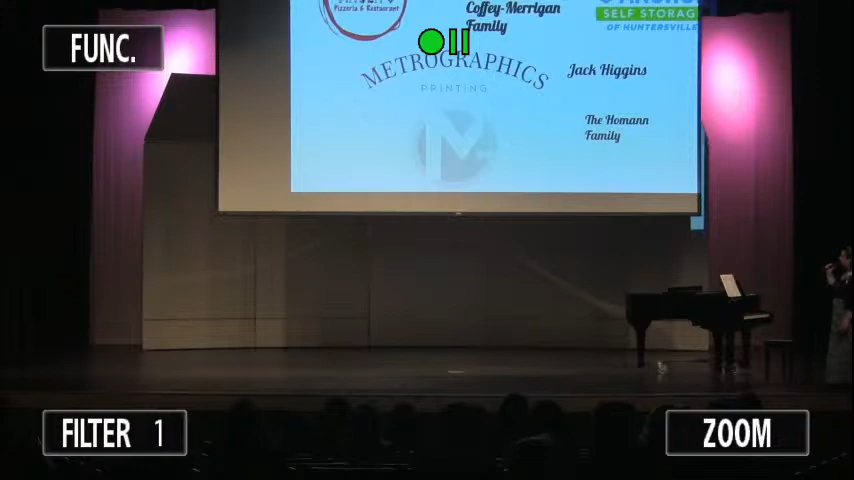 FUNC.
Pizzeria & Restaurant
Coffey-Merrigan
Family
SELF STORAG
OF HUNTERSVILLE
METROGRAPHICS
PRINTING
Jack Higgins
The Homann
Family
M
FILTER 1
ZOOM